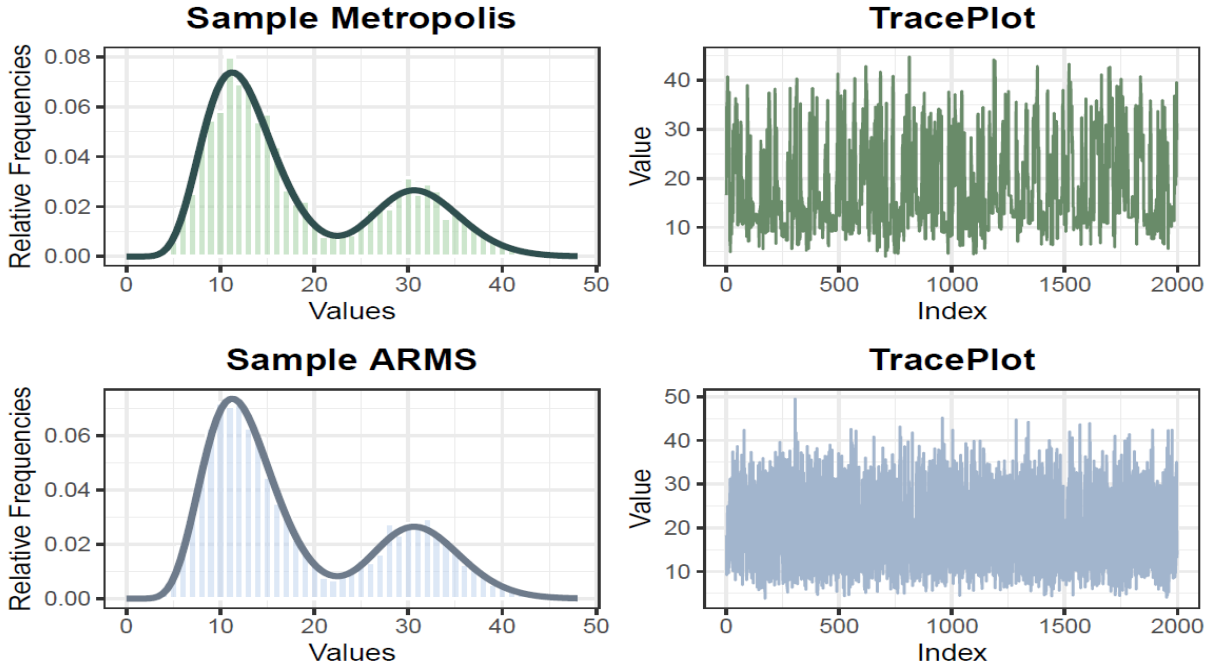 Sample Metropolis
Relative Frequencies
0.08
0.06
0.04
0.02
0.00
0 10 20 30 40 50
Values
TracePlot
Value
40
30
20
10
0 500 1000 1500 2000
Index
Sample ARMS
Relative Frequencies
0.06
0.04
0.02
0.00
0 10 20 30 40 50
Values
TracePlot
Value
50
40
30
20
10
0 500 1000 1500 2000
Index